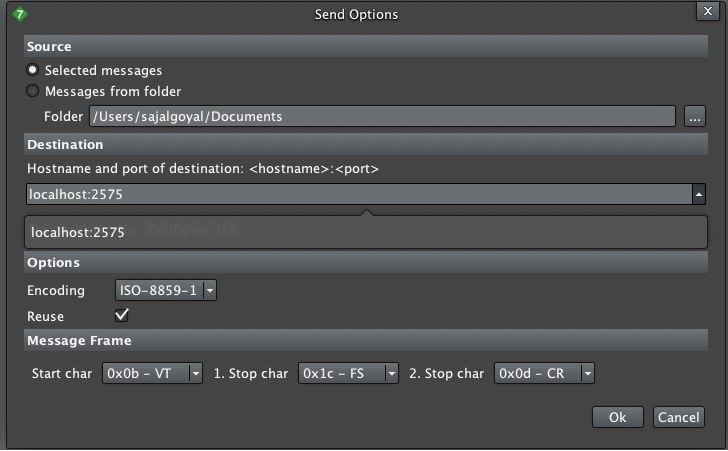 7
Send Options
X
Source
Selected messages
Messages from folder
Folder /Users/sajalgoyal/Documents ...
Destination
Hostname and port of destination: <hostname>:<port>
localhost:2575
localhost:2575
Configure TLS
Options
Encoding ISO-8859-1
Reuse
Message Frame
Start char 0x0b - VT 1. Stop char 0x1c - FS 2. Stop char 0x0d - CR
Ok Cancel